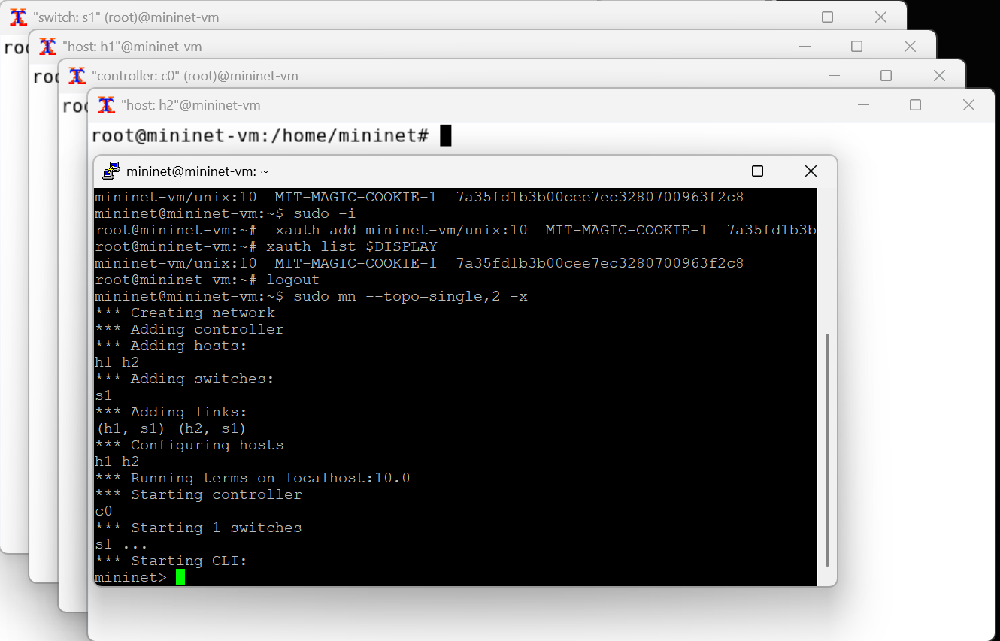 "switch: s1" (root)@mininet-vm
roo
"host: h1"@mininet-vm
roo
"controller: c0" (root)@mininet-vm
roo
"host: h2"@mininet-vm
root@mininet-vm:/home/mininet#
mininet@mininet-vm: ~
mininet-vm/unix:10  MIT-MAGIC-COOKIE-1  7a35fd1b3b00cee7ec3280700963f2c8
mininet@mininet-vm:~$ sudo -i
root@mininet-vm:~#  xauth add mininet-vm/unix:10  MIT-MAGIC-COOKIE-1  7a35fd1b3b
root@mininet-vm:~# xauth list $DISPLAY
mininet-vm/unix:10  MIT-MAGIC-COOKIE-1  7a35fd1b3b00cee7ec3280700963f2c8
root@mininet-vm:~# logout
mininet@mininet-vm:~$ sudo mn --topo=single,2 -x
*** Creating network
*** Adding controller
*** Adding hosts:
h1 h2
*** Adding switches:
s1
*** Adding links:
(h1, s1) (h2, s1)
*** Configuring hosts
h1 h2
*** Running terms on localhost:10.0
*** Starting controller
c0
*** Starting 1 switches
s1 ...
*** Starting CLI:
mininet>